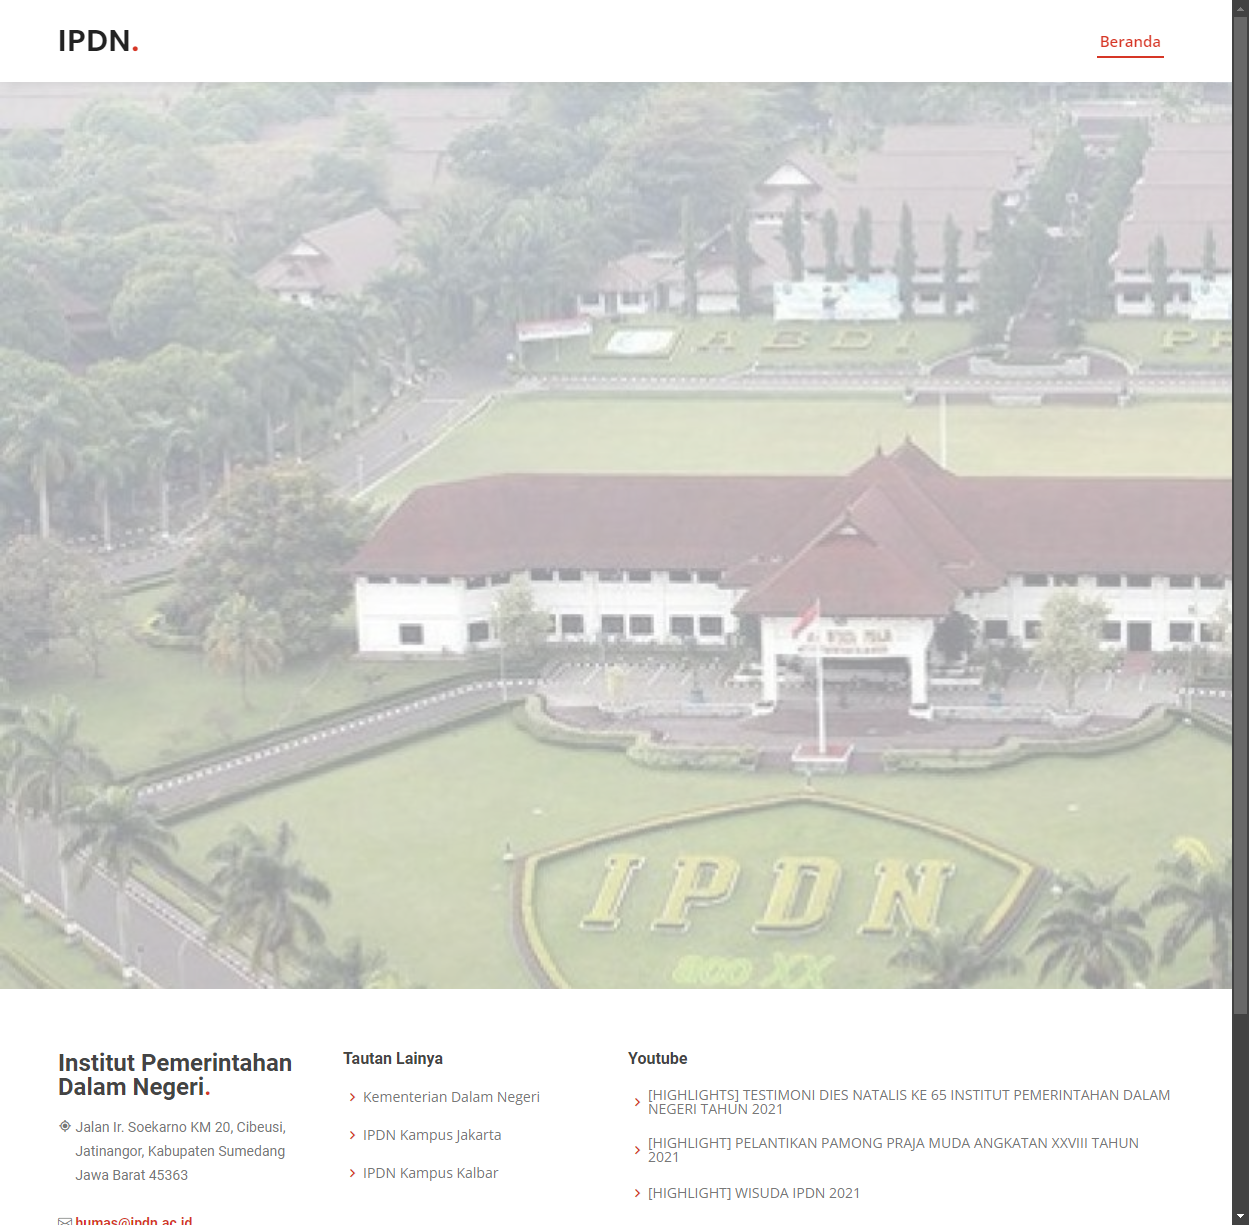 IPDN.
Beranda
ABDI PR
IPDN
Institut Pemerintahan
Dalam Negeri.
Jalan Ir. Soekarno KM 20, Cibeusi,
Jatinangor, Kabupaten Sumedang
Jawa Barat 45363
humas@ipdn.ac.id
Tautan Lainya
Kementerian Dalam Negeri
IPDN Kampus Jakarta
IPDN Kampus Kalbar
Youtube
[HIGHLIGHTS] TESTIMONI DIES NATALIS KE 65 INSTITUT PEMERINTAHAN DALAM
NEGERI TAHUN 2021
[HIGHLIGHT] PELANTIKAN PAMONG PRAJA MUDA ANGKATAN XXVIII TAHUN
2021
[HIGHLIGHT] WISUDA IPDN 2021